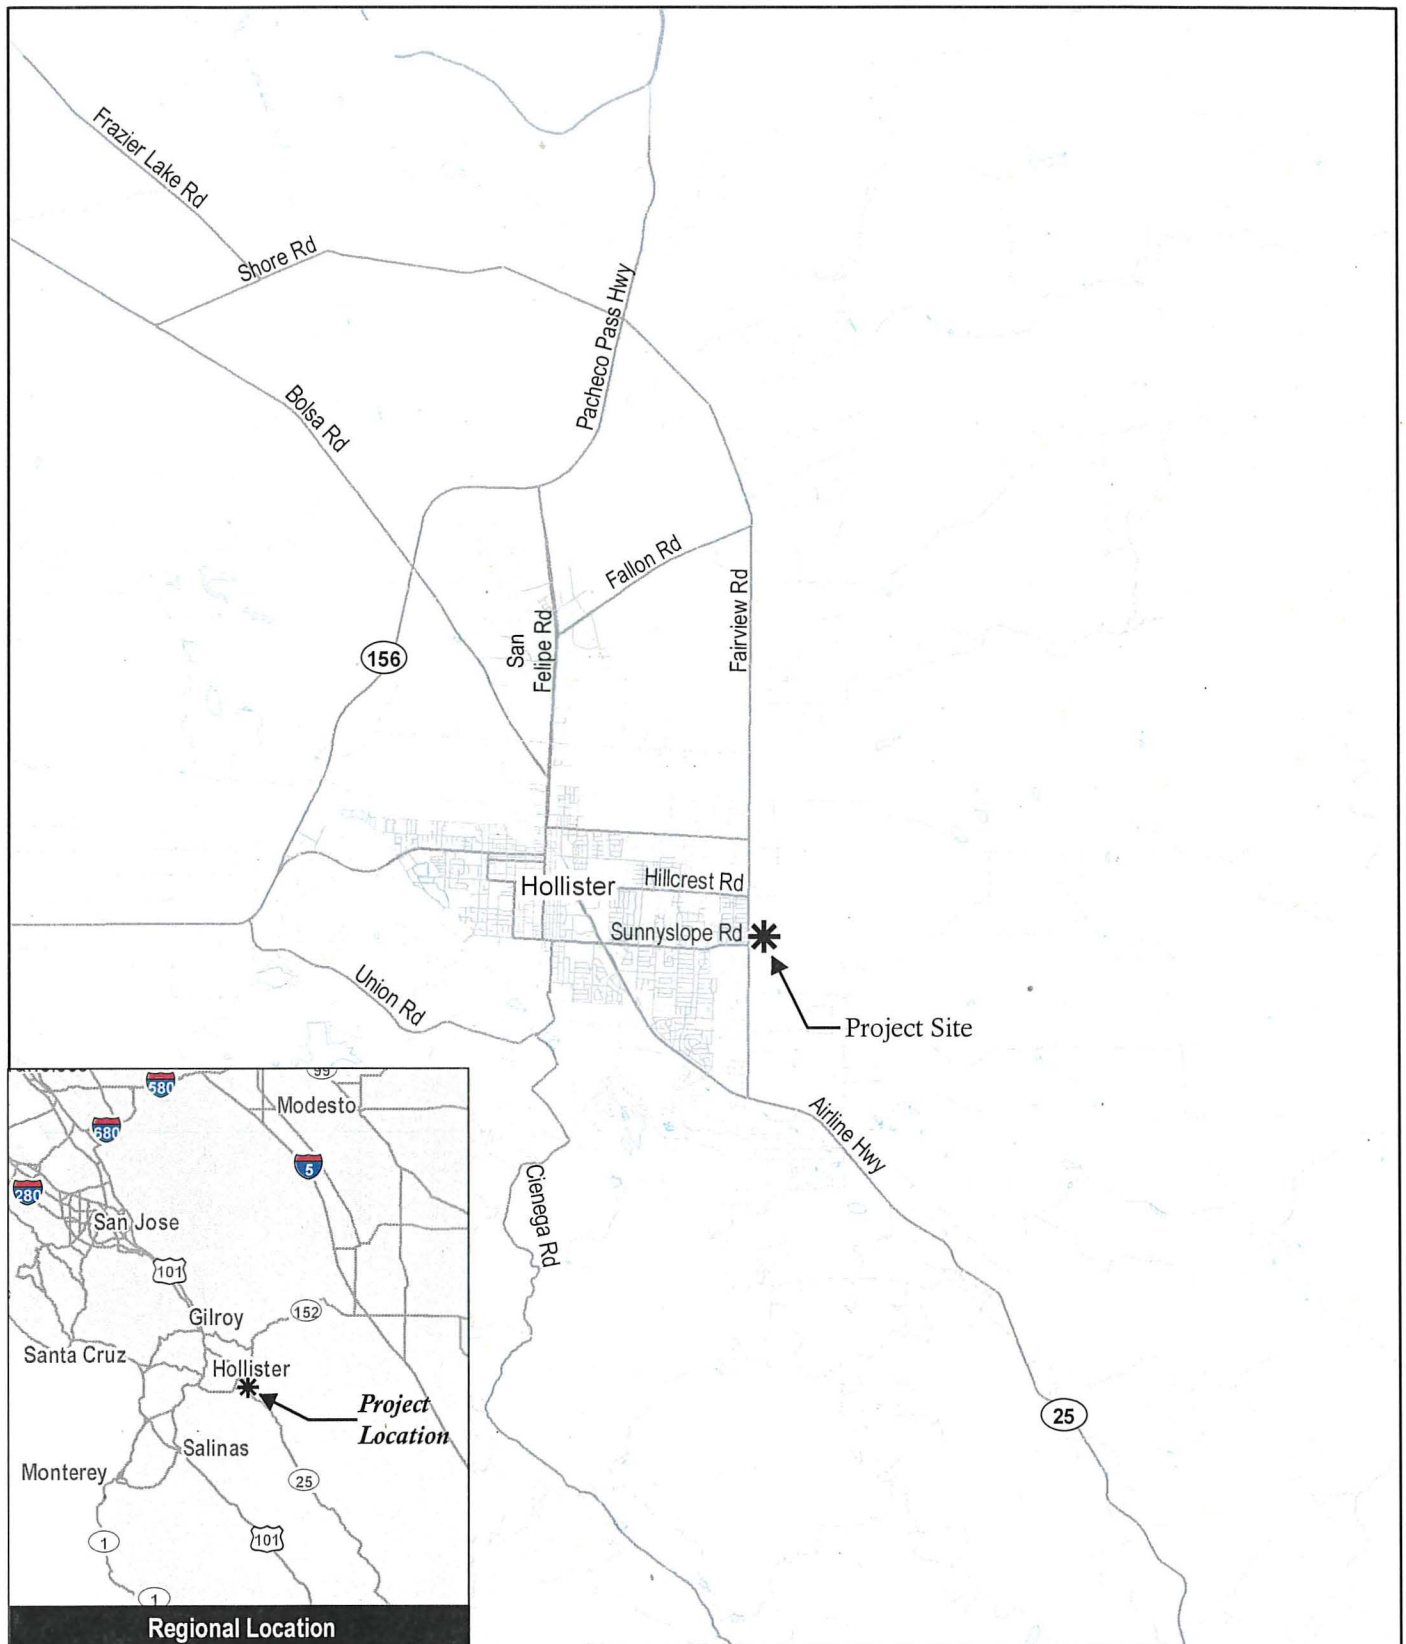 Frazier Lake Rd
Shore Rd
Pacheco Pass Hwy
Bolsa Rd
Fallon Rd
Fairview Rd
San
Felipe Rd
156
Hollister
Hillcrest Rd
Sunnyslope Rd
Union Rd
Project Site
Airline Hwy
Cienega Rd
25
99
580
Modesto
680
5
280
San Jose
101
152
Gilroy
Santa Cruz
Hollister
Project
Location
Salinas
Monterey
25
1
101
1
Regional Location